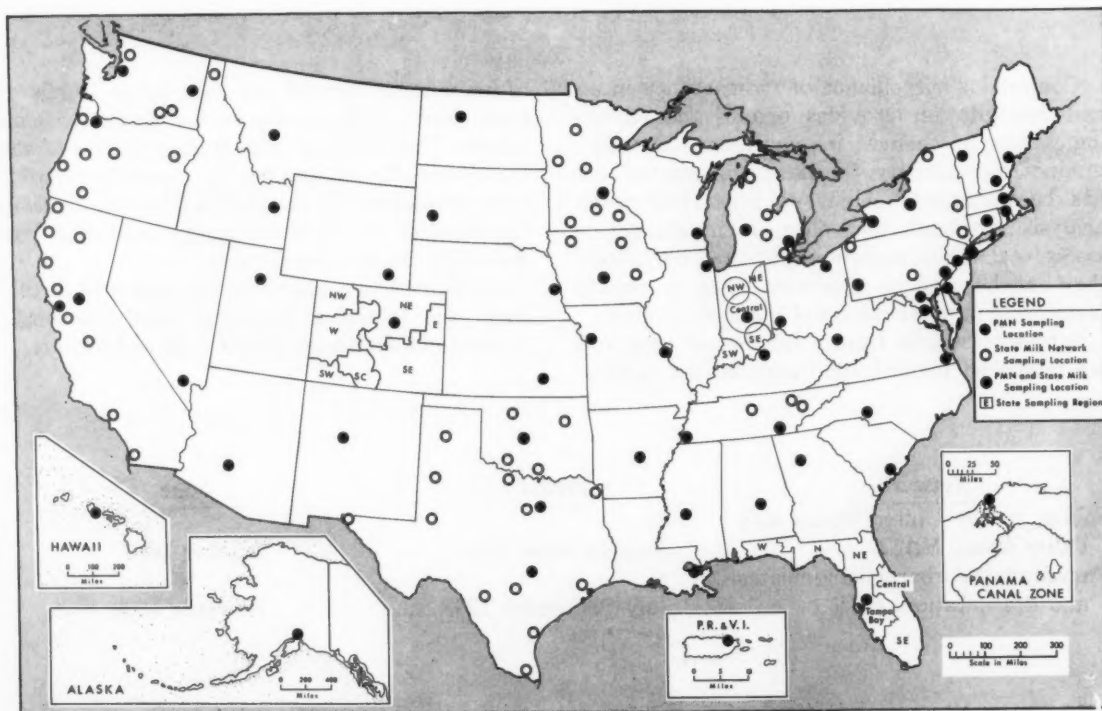 NW
NE
W
E
SW
SC
SE
NW
NE
Central
SE
SW
LEGEND
PMN Sampling
Location
State Milk Network
Sampling Location
PMN and State Milk
Sampling Location
E State Sampling Region
HAWAII
0 100 200
Miles
ALASKA
0 200 400
Miles
P.R. & V.I.
Miles
W
N
NE
Central
Tampa
Bay
SE
0 25 50
Miles
PANAMA
CANAL ZONE
0 100 200 300
Scale in Miles